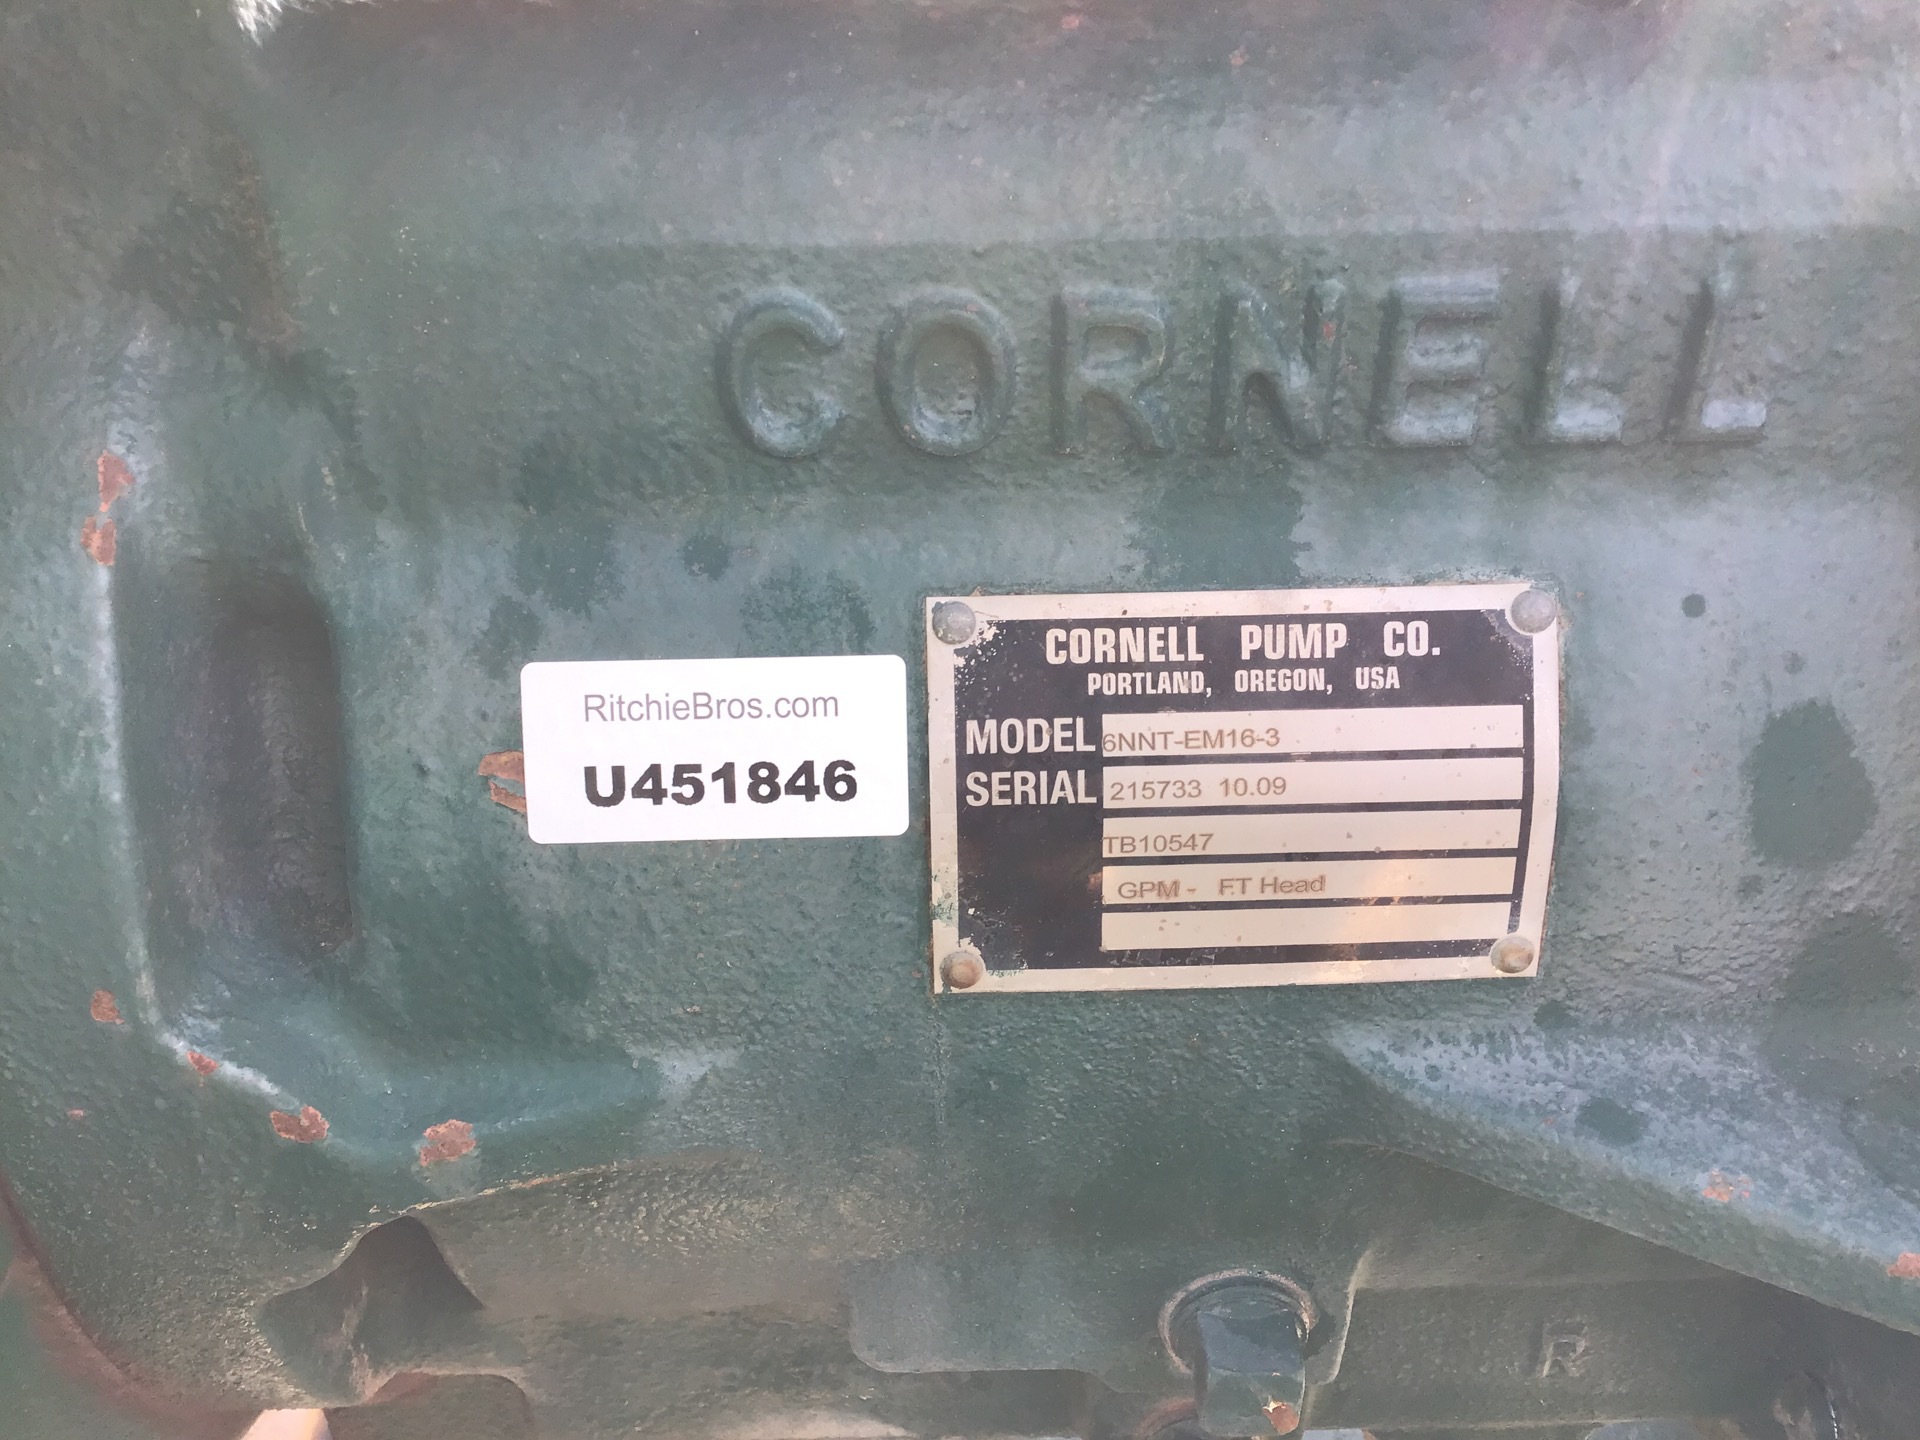 CORNELL
RitchieBros.com
U451846
CORNELL PUMP CO.
PORTLAND, OREGON, USA
MODEL 6NNT-EM16-3
SERIAL 215733 10.09
TB10547
GPM - FT Head
R